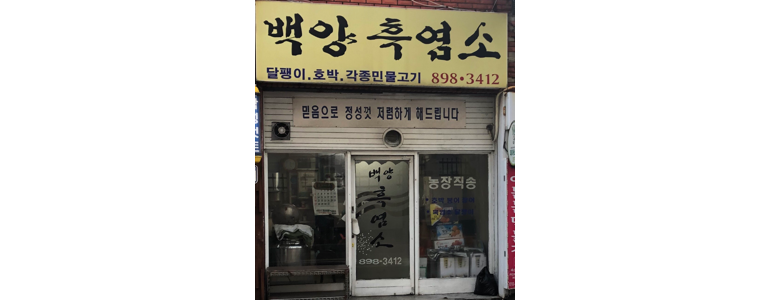 백양 흑염소
달팽이.호박.각종민물고기 898·3412
믿음으로 정성껏 저렴하게 해드립니다
백양
흑염소
898-3412
농장직송